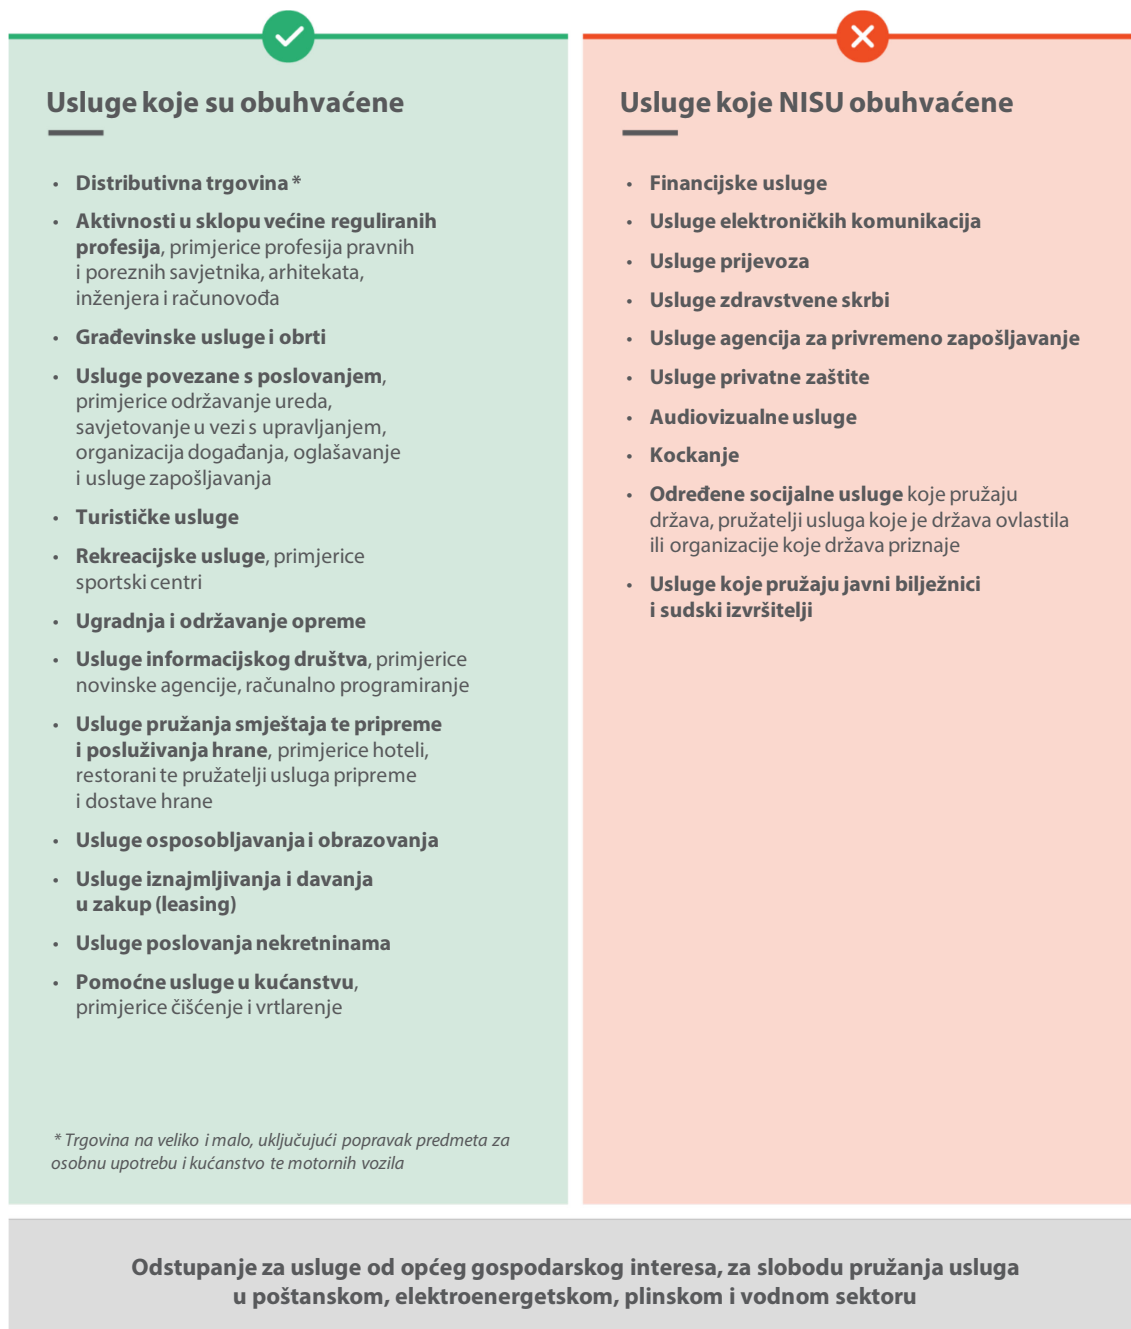 Usluge koje su obuhvaćene
• Distributivna trgovina *
• Aktivnosti u sklopu većine reguliranih
profesija, primjerice profesija pravnih
i poreznih savjetnika, arhitekata,
inženjera i računovođa
• Građevinske usluge i obrti
• Usluge povezane s poslovanjem,
primjerice održavanje ureda,
savjetovanje u vezi s upravljanjem,
organizacija događanja, oglašavanje
i usluge zapošljavanja
• Turističke usluge
• Rekreacijske usluge, primjerice
sportski centri
• Ugradnja i održavanje opreme
• Usluge informacijskog društva, primjerice
novinske agencije, računalno programiranje
• Usluge pružanja smještaja te pripreme
i posluživanja hrane, primjerice hoteli,
restorani te pružatelji usluga pripreme
i dostave hrane
• Usluge osposobljavanja i obrazovanja
• Usluge iznajmljivanja i davanja
u zakup (leasing)
• Usluge poslovanja nekretninama
• Pomoćne usluge u kućanstvu,
primjerice čišćenje i vrtlarenje
* Trgovina na veliko i malo, uključujući popravak predmeta za
osobnu upotrebu i kućanstvo te motornih vozila
Usluge koje NISU obuhvaćene
• Financijske usluge
• Usluge elektroničkih komunikacija
• Usluge prijevoza
• Usluge zdravstvene skrbi
• Usluge agencija za privremeno zapošljavanje
• Usluge privatne zaštite
• Audiovizualne usluge
• Kockanje
• Određene socijalne usluge koje pružaju
država, pružatelji usluga koje je država ovlastila
ili organizacije koje država priznaje
• Usluge koje pružaju javni bilježnici
i sudski izvršitelji
Odstupanje za usluge od općeg gospodarskog interesa, za slobodu pružanja usluga
u poštanskom, elektroenergetskom, plinskom i vodnom sektoru